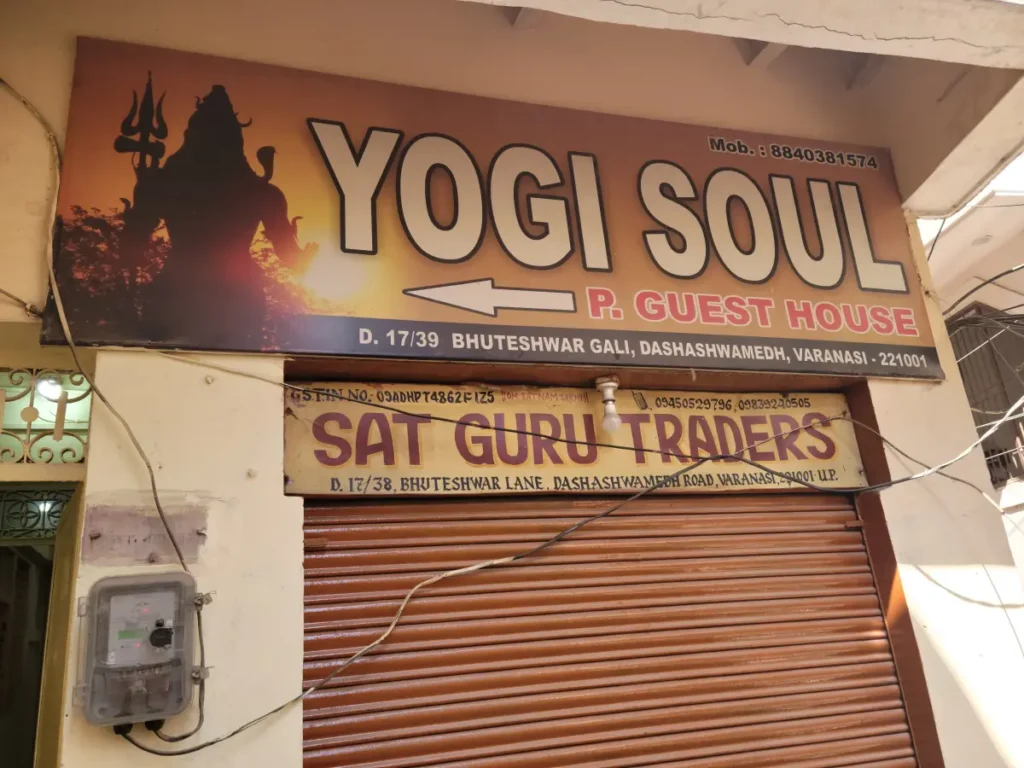 Mob. : 8840381574
YOGI SOUL
P. GUEST HOUSE
D. 17/39 BHUTESHWAR GALI, DASHASHWAMEDH, VARANASI - 221001
GSTIN NO.- 09ADHPT4862F1Z5
09450529796, 09839240505
SAT GURU TRADERS
D. 17/38, BHUTESHWAR LANE, DASHASHWAMEDH ROAD, VARANASI, 221001 U.P.